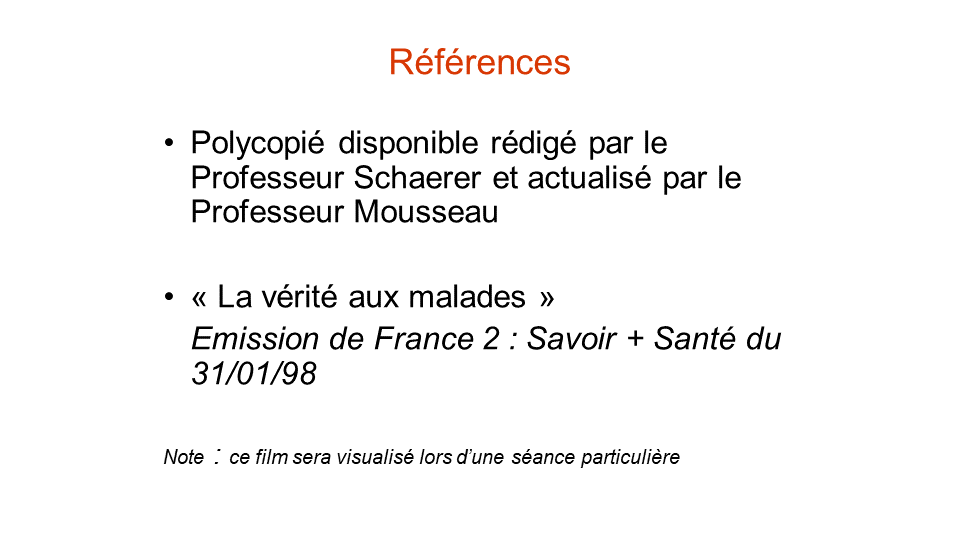 Références
• Polycopié disponible rédigé par le
Professeur Schaerer et actualisé par le
Professeur Mousseau
• « La vérité aux malades »
Emission de France 2 : Savoir + Santé du
31/01/98
Note : ce film sera visualisé lors d’une séance particulière